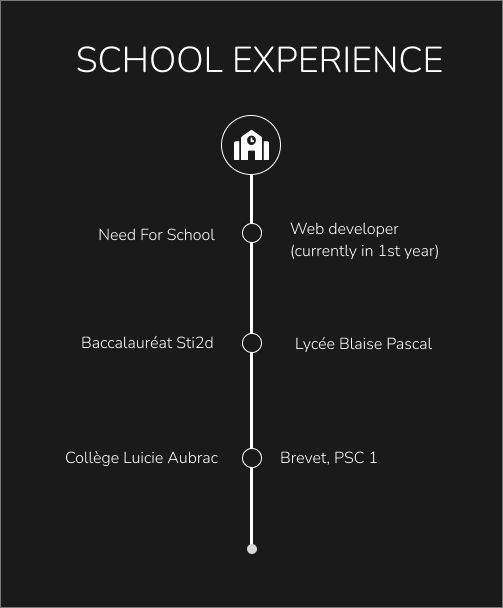 SCHOOL EXPERIENCE
Need For School
Web developer
(currently in 1st year)
Baccalauréat Sti2d
Lycée Blaise Pascal
Collège Luicie Aubrac
Brevet, PSC 1